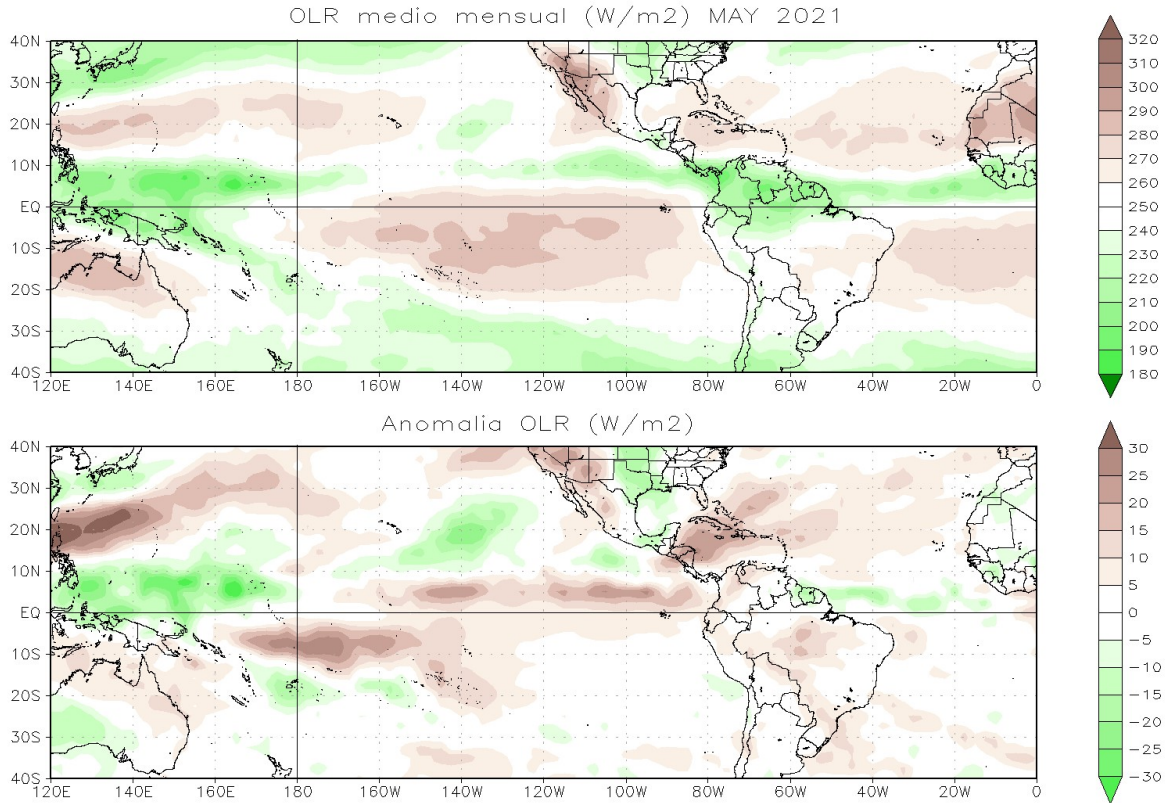 OLR medio mensual (W/m2) MAY 2021
40N
30N
20N
10N
EQ
10S
20S
30S
40S
120E 140E 160E 180 160W 140W 120W 100W 80W 60W 40W 20W 0
320
310
300
290
280
270
260
240
230
220
210
200
190
180
Anomalia OLR (W/m2)
40N
30N
20N
10N
EQ
10S
20S
30S
40S
120E 140E 160E 180 160W 140W 120W 100W 80W 60W 40W 20W 0
30
25
20
15
10
5
0
−5
−10
−15
−20
−25
−30